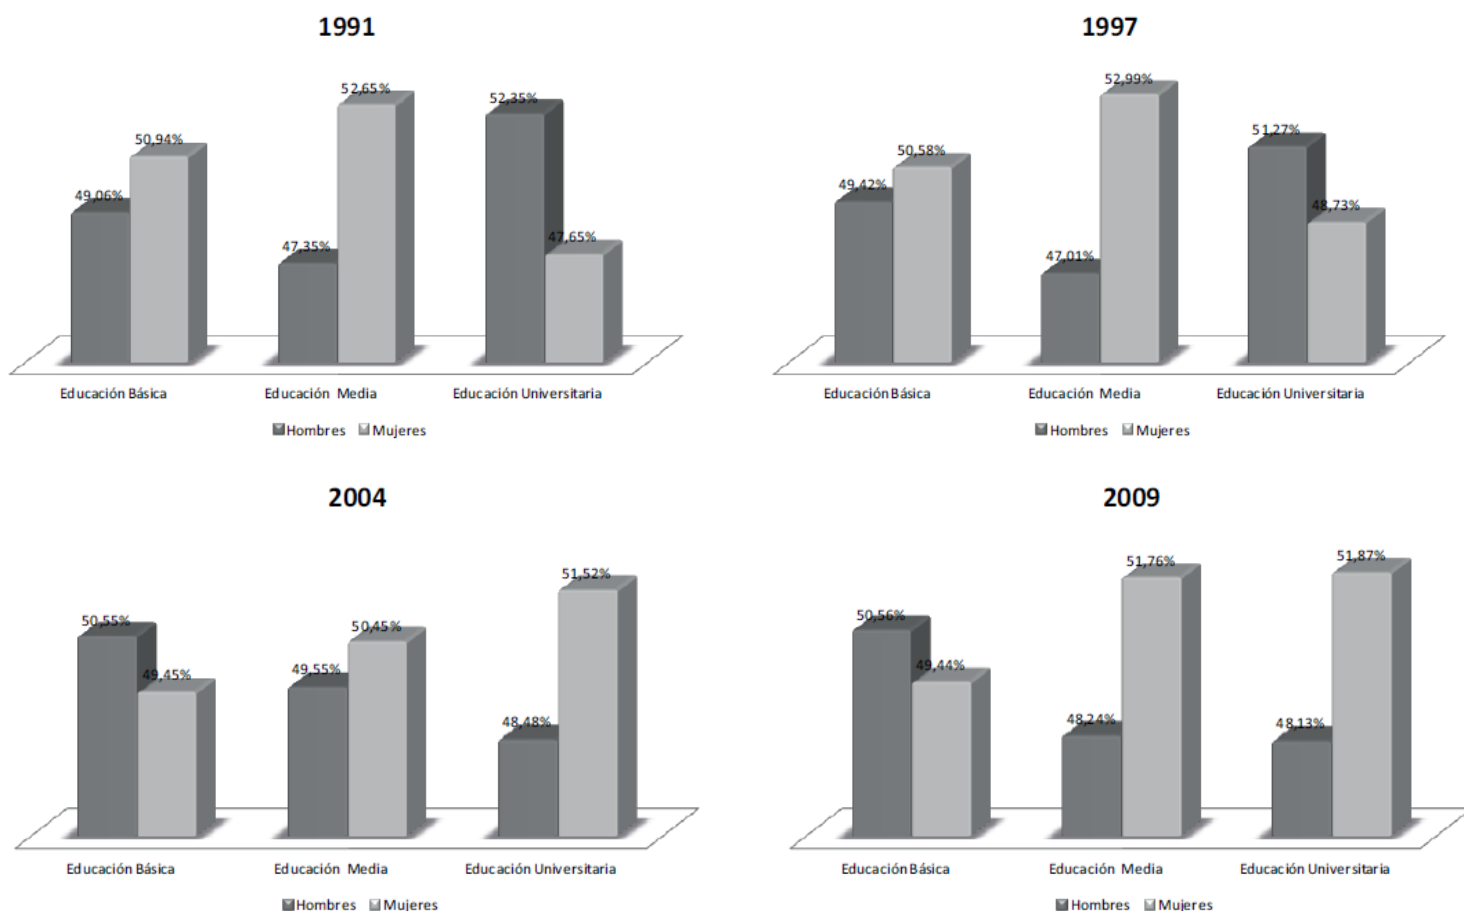 1991
52,65%
52,35%
50,94%
49,06%
47,35%
47,65%
Educación Básica
Educación Media
Educación Universitaria
Hombres Mujeres
1997
52,99%
51,27%
50,58%
49,42%
48,73%
47,01%
Educación Básica
Educación Media
Educación Universitaria
Hombres Mujeres
2004
51,52%
50,55%
50,45%
49,45%
49,55%
48,48%
Educación Básica
Educación Media
Educación Universitaria
Hombres Mujeres
2009
51,76%
51,87%
50,56%
49,44%
48,24%
48,13%
Educación Básica
Educación Media
Educación Universitaria
Hombres Mujeres